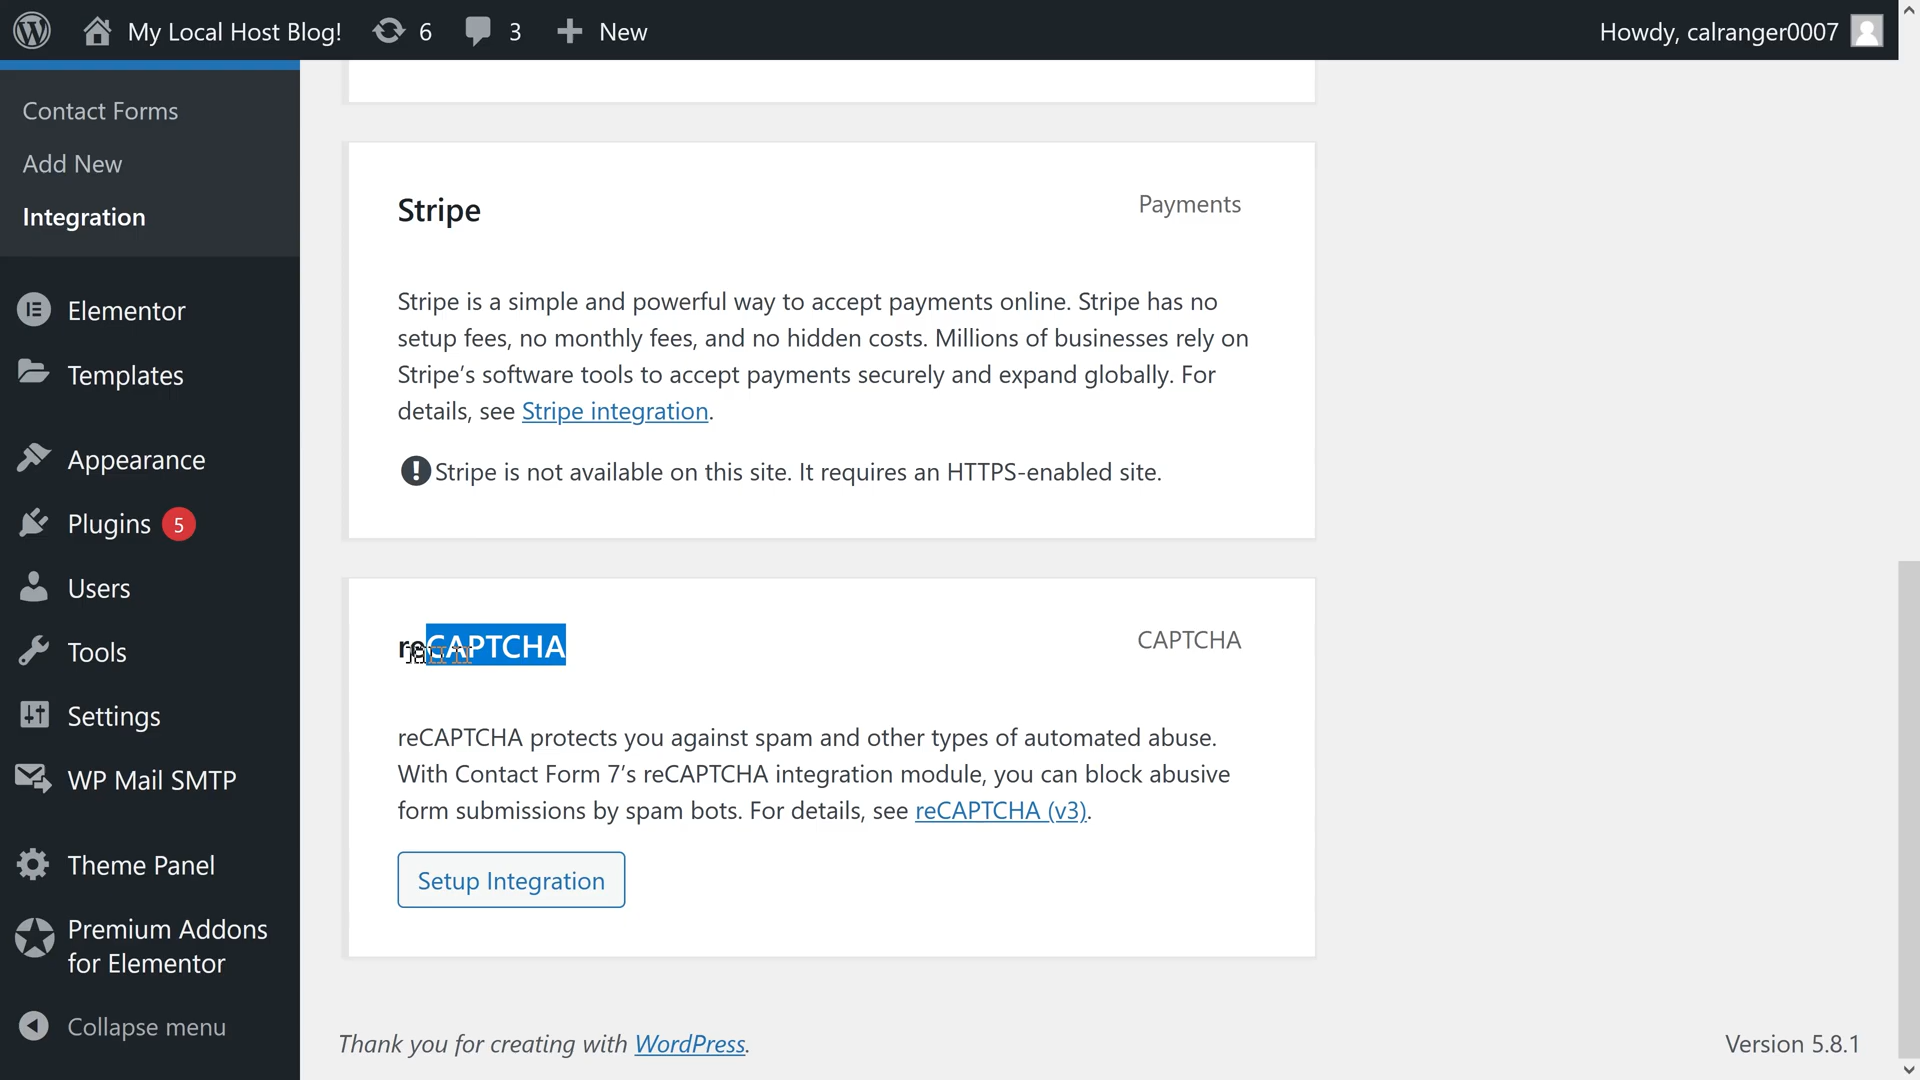 My Local Host Blog! 6 3 New Howdy, calranger0007
Contact Forms
Add New
Integration
Elementor
Templates
Appearance
Plugins 5
Users
Tools
Settings
WP Mail SMTP
Theme Panel
Premium Addons
for Elementor
Collapse menu
Stripe
Payments
Stripe is a simple and powerful way to accept payments online. Stripe has no
setup fees, no monthly fees, and no hidden costs. Millions of businesses rely on
Stripe’s software tools to accept payments securely and expand globally. For
details, see Stripe integration.
Stripe is not available on this site. It requires an HTTPS-enabled site.
reCAPTCHA
CAPTCHA
reCAPTCHA protects you against spam and other types of automated abuse.
With Contact Form 7’s reCAPTCHA integration module, you can block abusive
form submissions by spam bots. For details, see reCAPTCHA (v3).
Setup Integration
Thank you for creating with WordPress.
Version 5.8.1